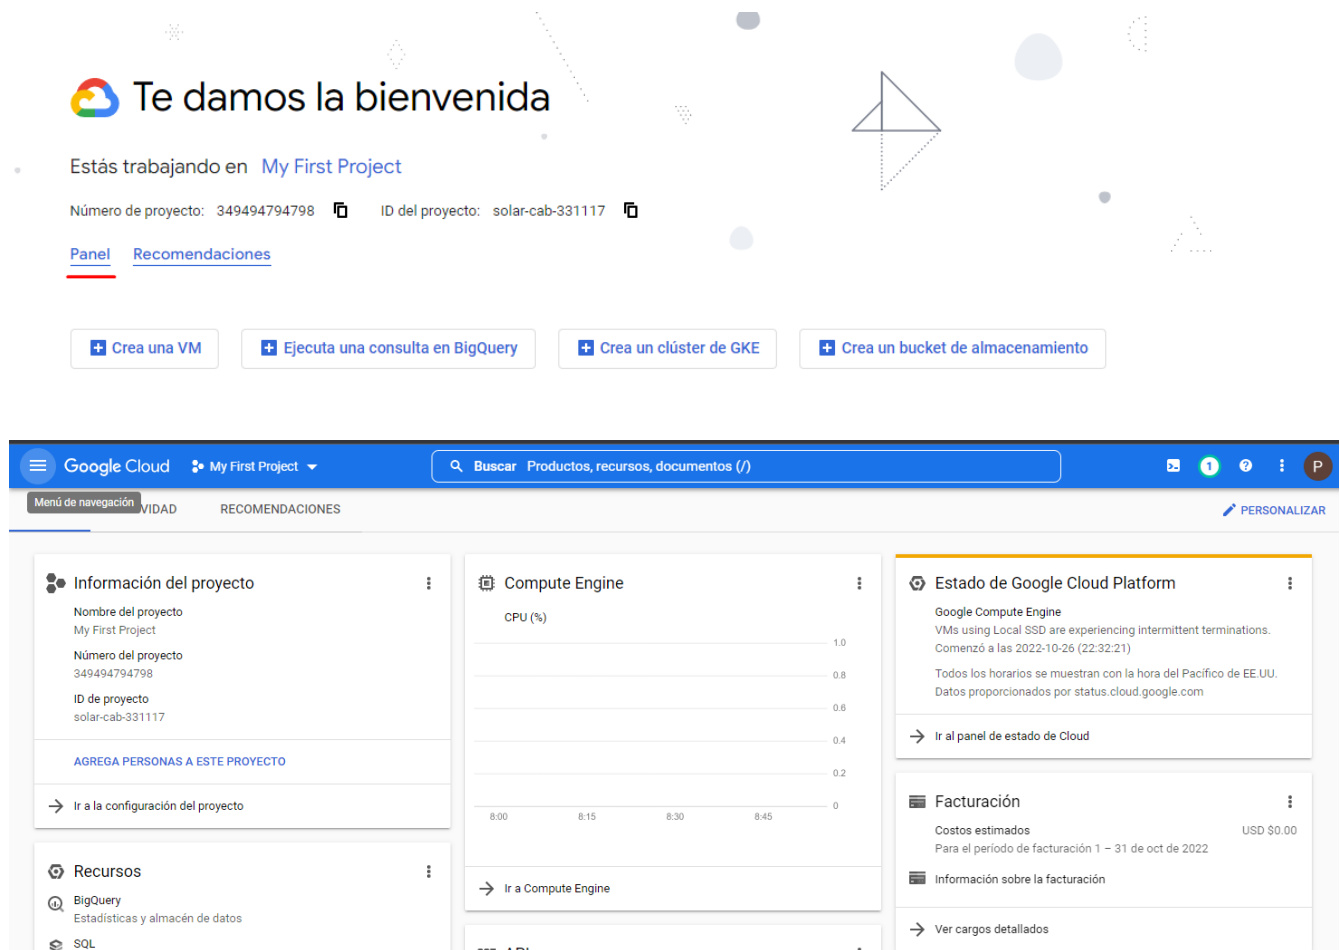 Te damos la bienvenida
Estás trabajando en My First Project
Número de proyecto: 349494794798 ID del proyecto: solar-cab-331117
Panel Recomendaciones
Crea una VM Ejecuta una consulta en BigQuery Crea un clúster de GKE Crea un bucket de almacenamiento
Google Cloud My First Project Buscar Productos, recursos, documentos (/) 1 ? P
Menú de navegación VIDAD RECOMENDACIONES PERSONALIZAR
Información del proyecto
Nombre del proyecto
My First Project
Número del proyecto
349494794798
ID de proyecto
solar-cab-331117
AGREGA PERSONAS A ESTE PROYECTO
Ir a la configuración del proyecto
Recursos
BigQuery
Estadísticas y almacén de datos
SQL
Compute Engine
CPU (%)
1.0
0.8
0.6
0.4
0.2
0
8:00 8:15 8:30 8:45
Ir a Compute Engine
Estado de Google Cloud Platform
Google Compute Engine
VMs using Local SSD are experiencing intermittent terminations.
Comenzó a las 2022-10-26 (22:32:21)
Todos los horarios se muestran con la hora del Pacífico de EE.UU.
Datos proporcionados por status.cloud.google.com
Ir al panel de estado de Cloud
Facturación
Costos estimados USD $0.00
Para el período de facturación 1 – 31 de oct de 2022
Información sobre la facturación
Ver cargos detallados